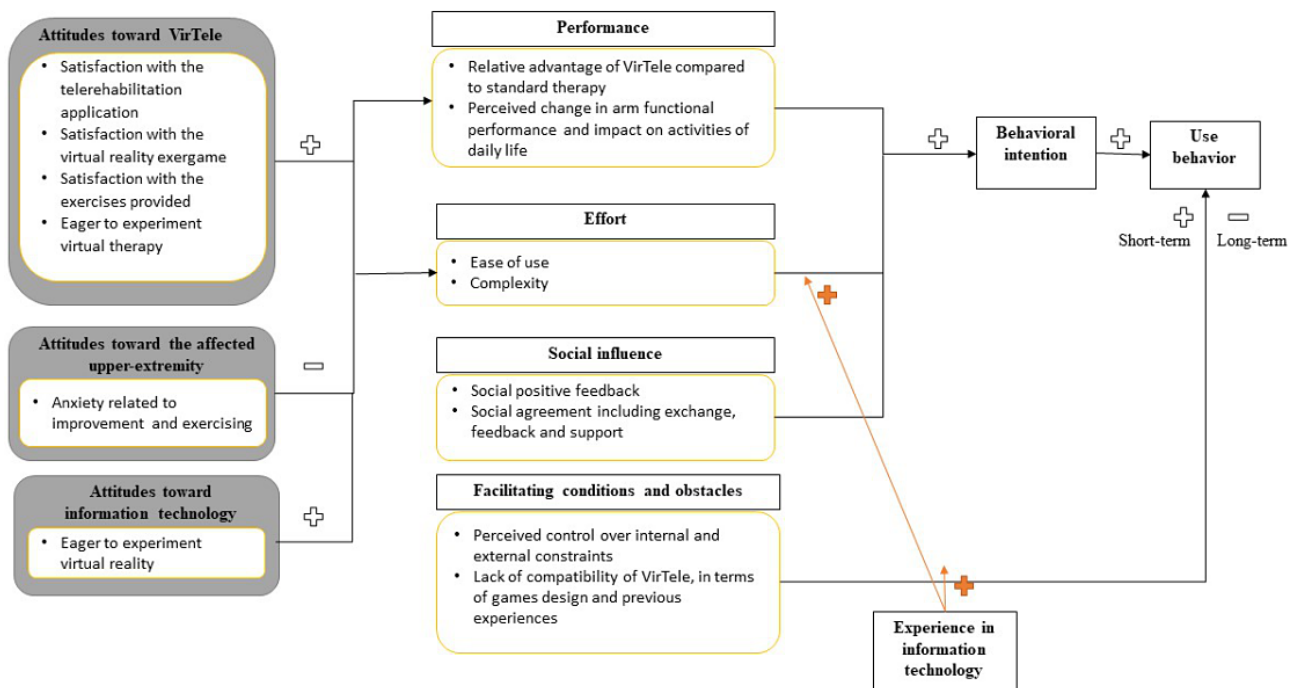 Attitudes toward VirTele
• Satisfaction with the
telerehabilitation
application
• Satisfaction with the
virtual reality exergame
• Satisfaction with the
exercises provided
• Eager to experiment
virtual therapy
Attitudes toward the affected
upper-extremity
• Anxiety related to
improvement and exercising
Attitudes toward
information technology
• Eager to experiment
virtual reality
Performance
• Relative advantage of VirTele compared
to standard therapy
• Perceived change in arm functional
performance and impact on activities of
daily life
Effort
• Ease of use
• Complexity
Social influence
• Social positive feedback
• Social agreement including exchange,
feedback and support
Facilitating conditions and obstacles
• Perceived control over internal and
external constraints
• Lack of compatibility of VirTele, in terms
of games design and previous
experiences
Behavioral
intention
Use
behavior
Short-term
Long-term
Experience in
information
technology